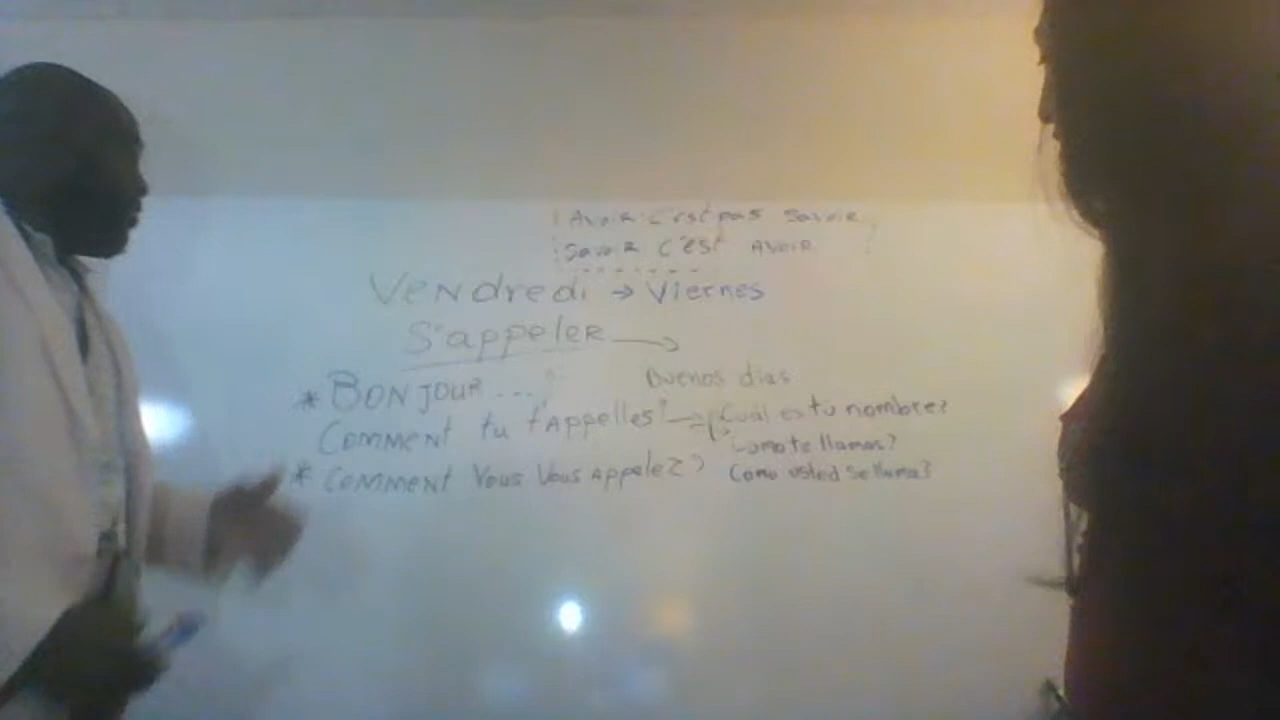 Avoir c'est pas savoir
Savoir c'est avoir
Vendredi → Viernes
S'appeler →
* BONJOUR... Buenos dias
COMMENT tu t'Appelles? → ¿Cuál es tu nombre?
Como te llamas?
* COMMENT Vous Vous Appelez? Como usted se llama?